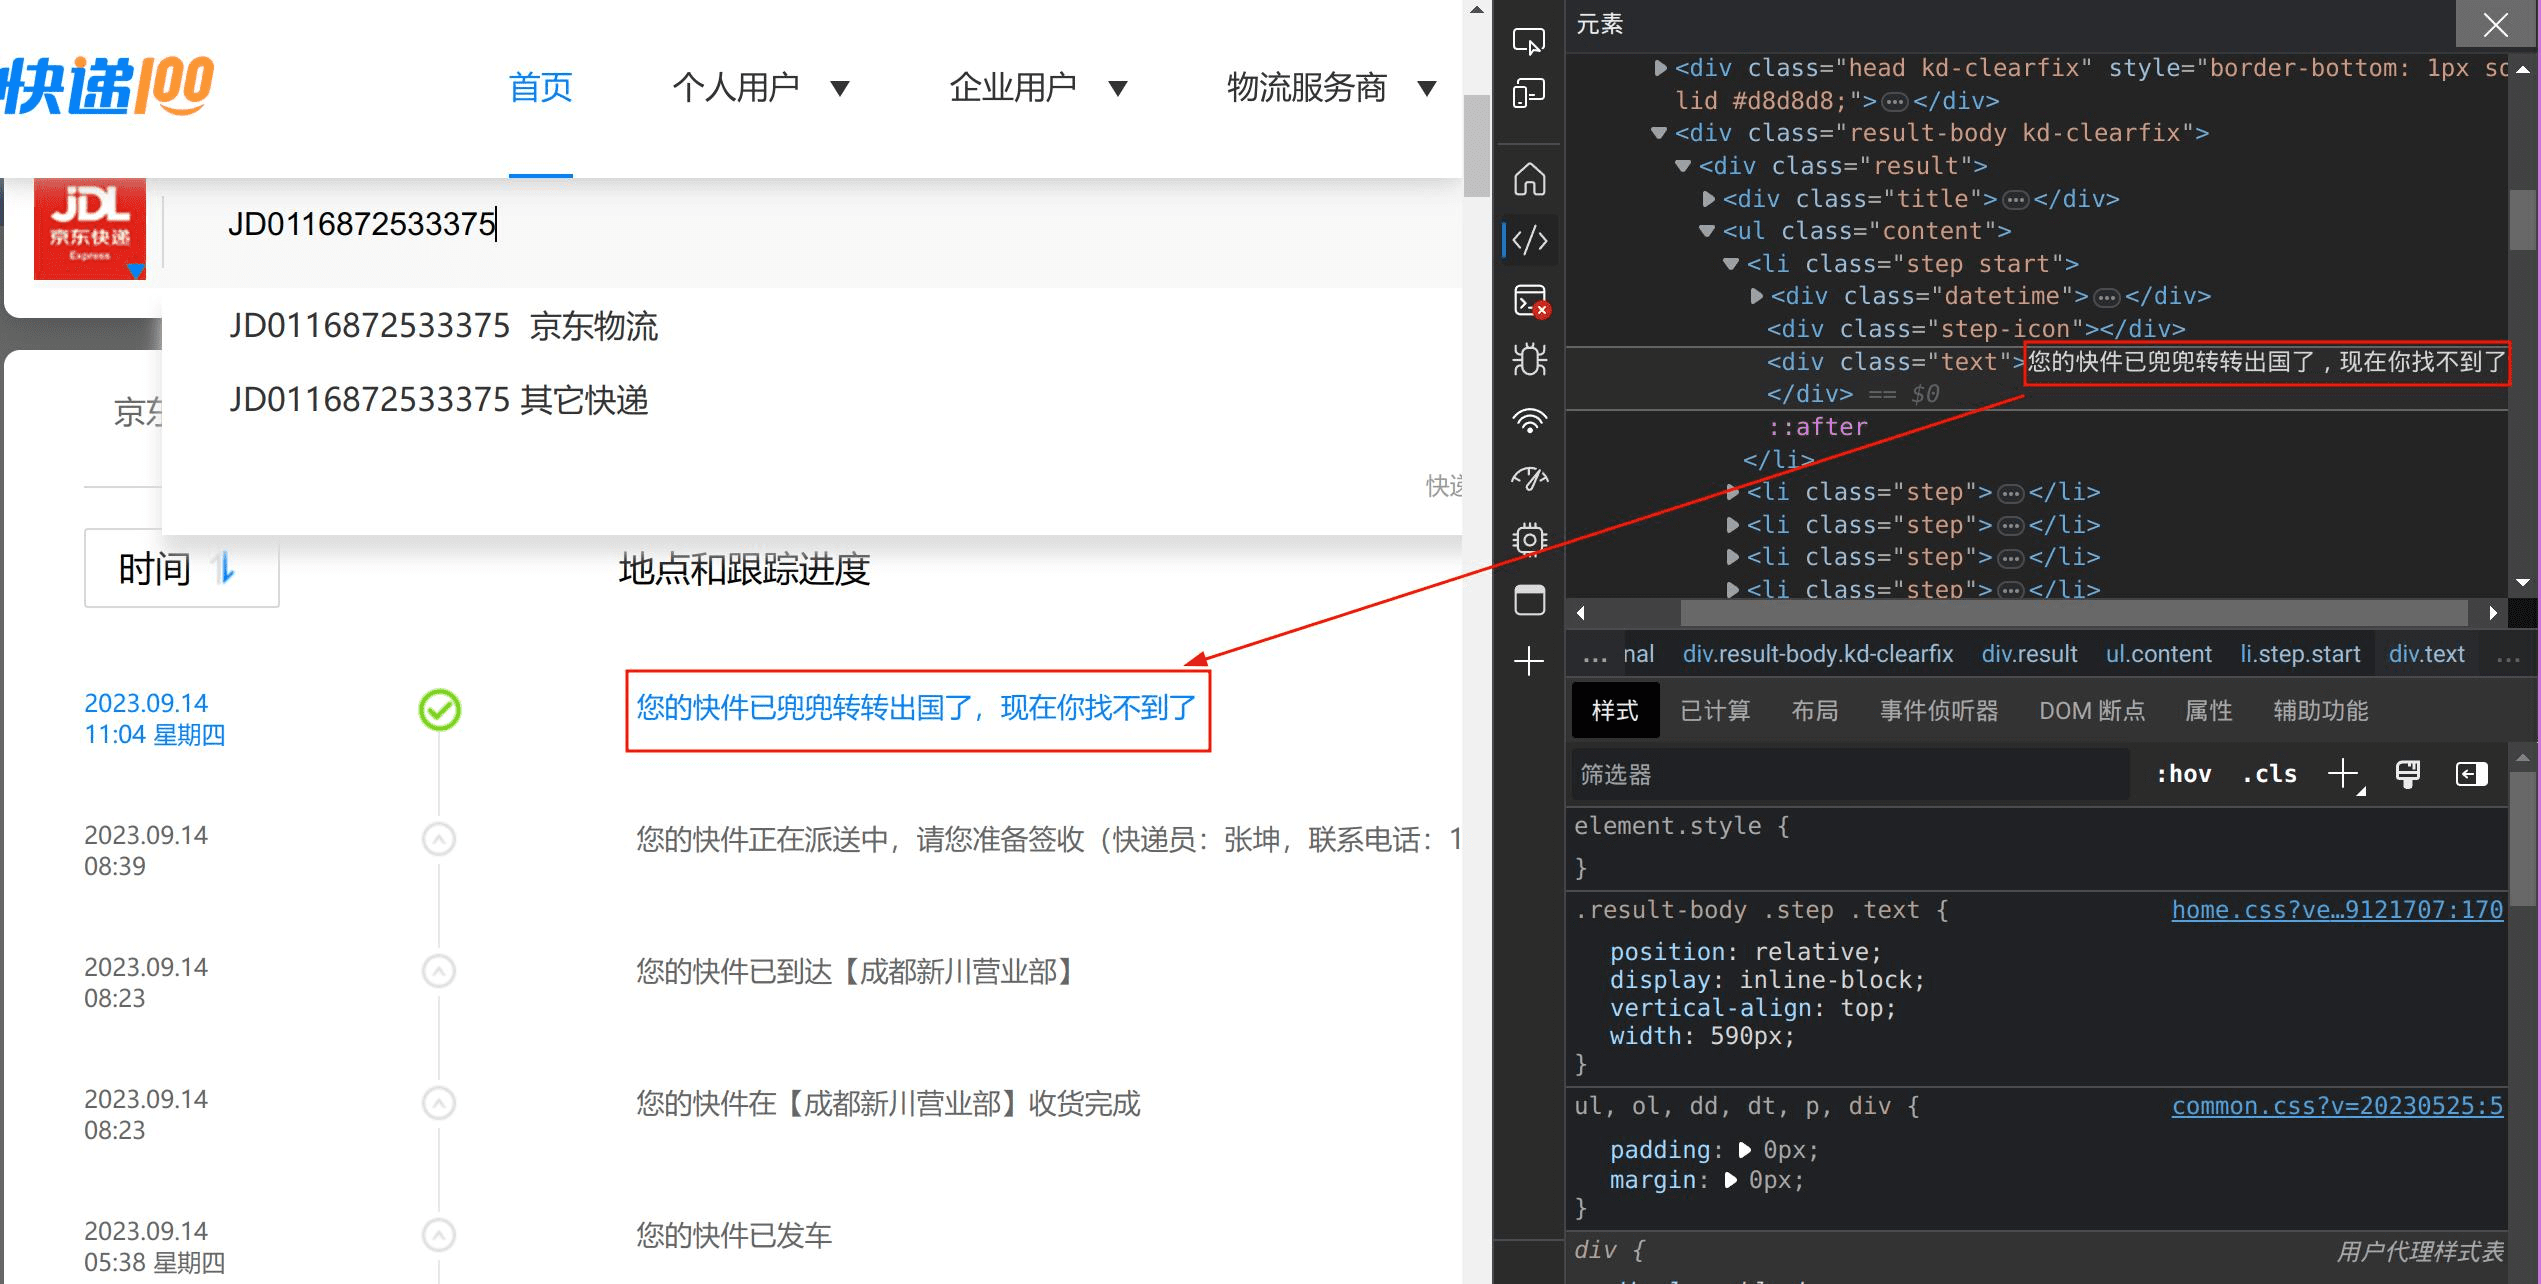 快递100
首页
个人用户
企业用户
物流服务商
JDL
京东快递
Express
JD0116872533375
JD0116872533375 京东物流
JD0116872533375 其它快递
京东
快递
时间
地点和跟踪进度
2023.09.14
11:04 星期四
您的快件已兜兜转转出国了，现在你找不到了
2023.09.14
08:39
您的快件正在派送中，请您准备签收（快递员：张坤，联系电话：1
2023.09.14
08:23
您的快件已到达【成都新川营业部】
2023.09.14
08:23
您的快件在【成都新川营业部】收货完成
2023.09.14
05:38 星期四
您的快件已发车
元素
<div class="head kd-clearfix" style="border-bottom: 1px so
lid #d8d8d8;">…</div>
<div class="result-body kd-clearfix">
<div class="result">
<div class="title">…</div>
<ul class="content">
<li class="step start">
<div class="datetime">…</div>
<div class="step-icon"></div>
<div class="text">您的快件已兜兜转转出国了，现在你找不到了
</div> == $0
::after
</li>
<li class="step">…</li>
<li class="step">…</li>
<li class="step">…</li>
<li class="step">…</li>
… nal div.result-body.kd-clearfix div.result ul.content li.step.start div.text …
样式 已计算 布局 事件侦听器 DOM 断点 属性 辅助功能
筛选器 :hov .cls
element.style {
}
.result-body .step .text { home.css?ve…9121707:170
position: relative;
display: inline-block;
vertical-align: top;
width: 590px;
}
ul, ol, dd, dt, p, div { common.css?v=20230525:5
padding: 0px;
margin: 0px;
}
div { 用户代理样式表